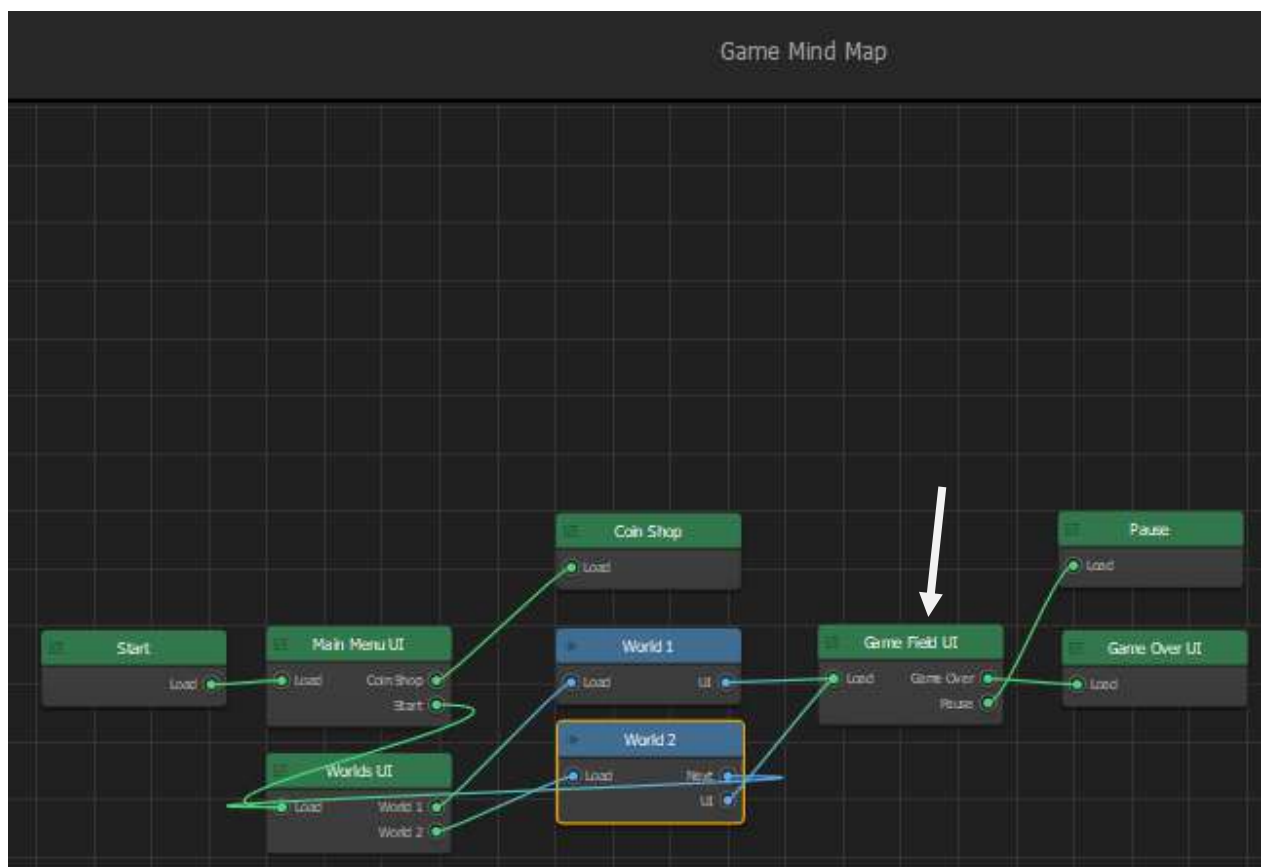 Game Mind Map
Coin Shop
Load
Pause
Load
Start
Load
Main Menu UI
Load
Coin Shop
Start
World 1
Load
UI
Game Field UI
Load
Game Over
Pause
Game Over UI
Load
Worlds UI
Load
World 1
World 2
World 2
Load
Next
UI